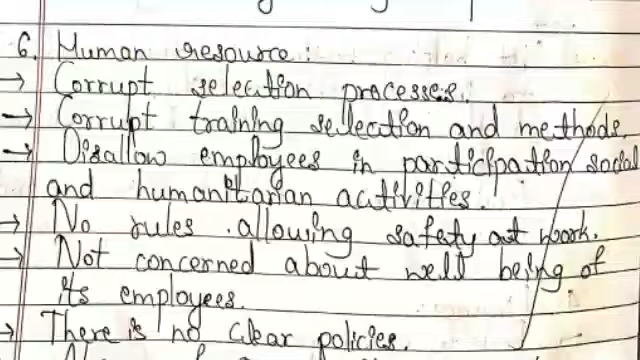 6. Human resource:
→ Corrupt selection processes.
→ Corrupt training selection and methods.
→ Disallow employees in participation social
and humanitarian activities.
→ No rules allowing safety at work.
→ Not concerned about well being of
its employees.
→ There is no clear policies.